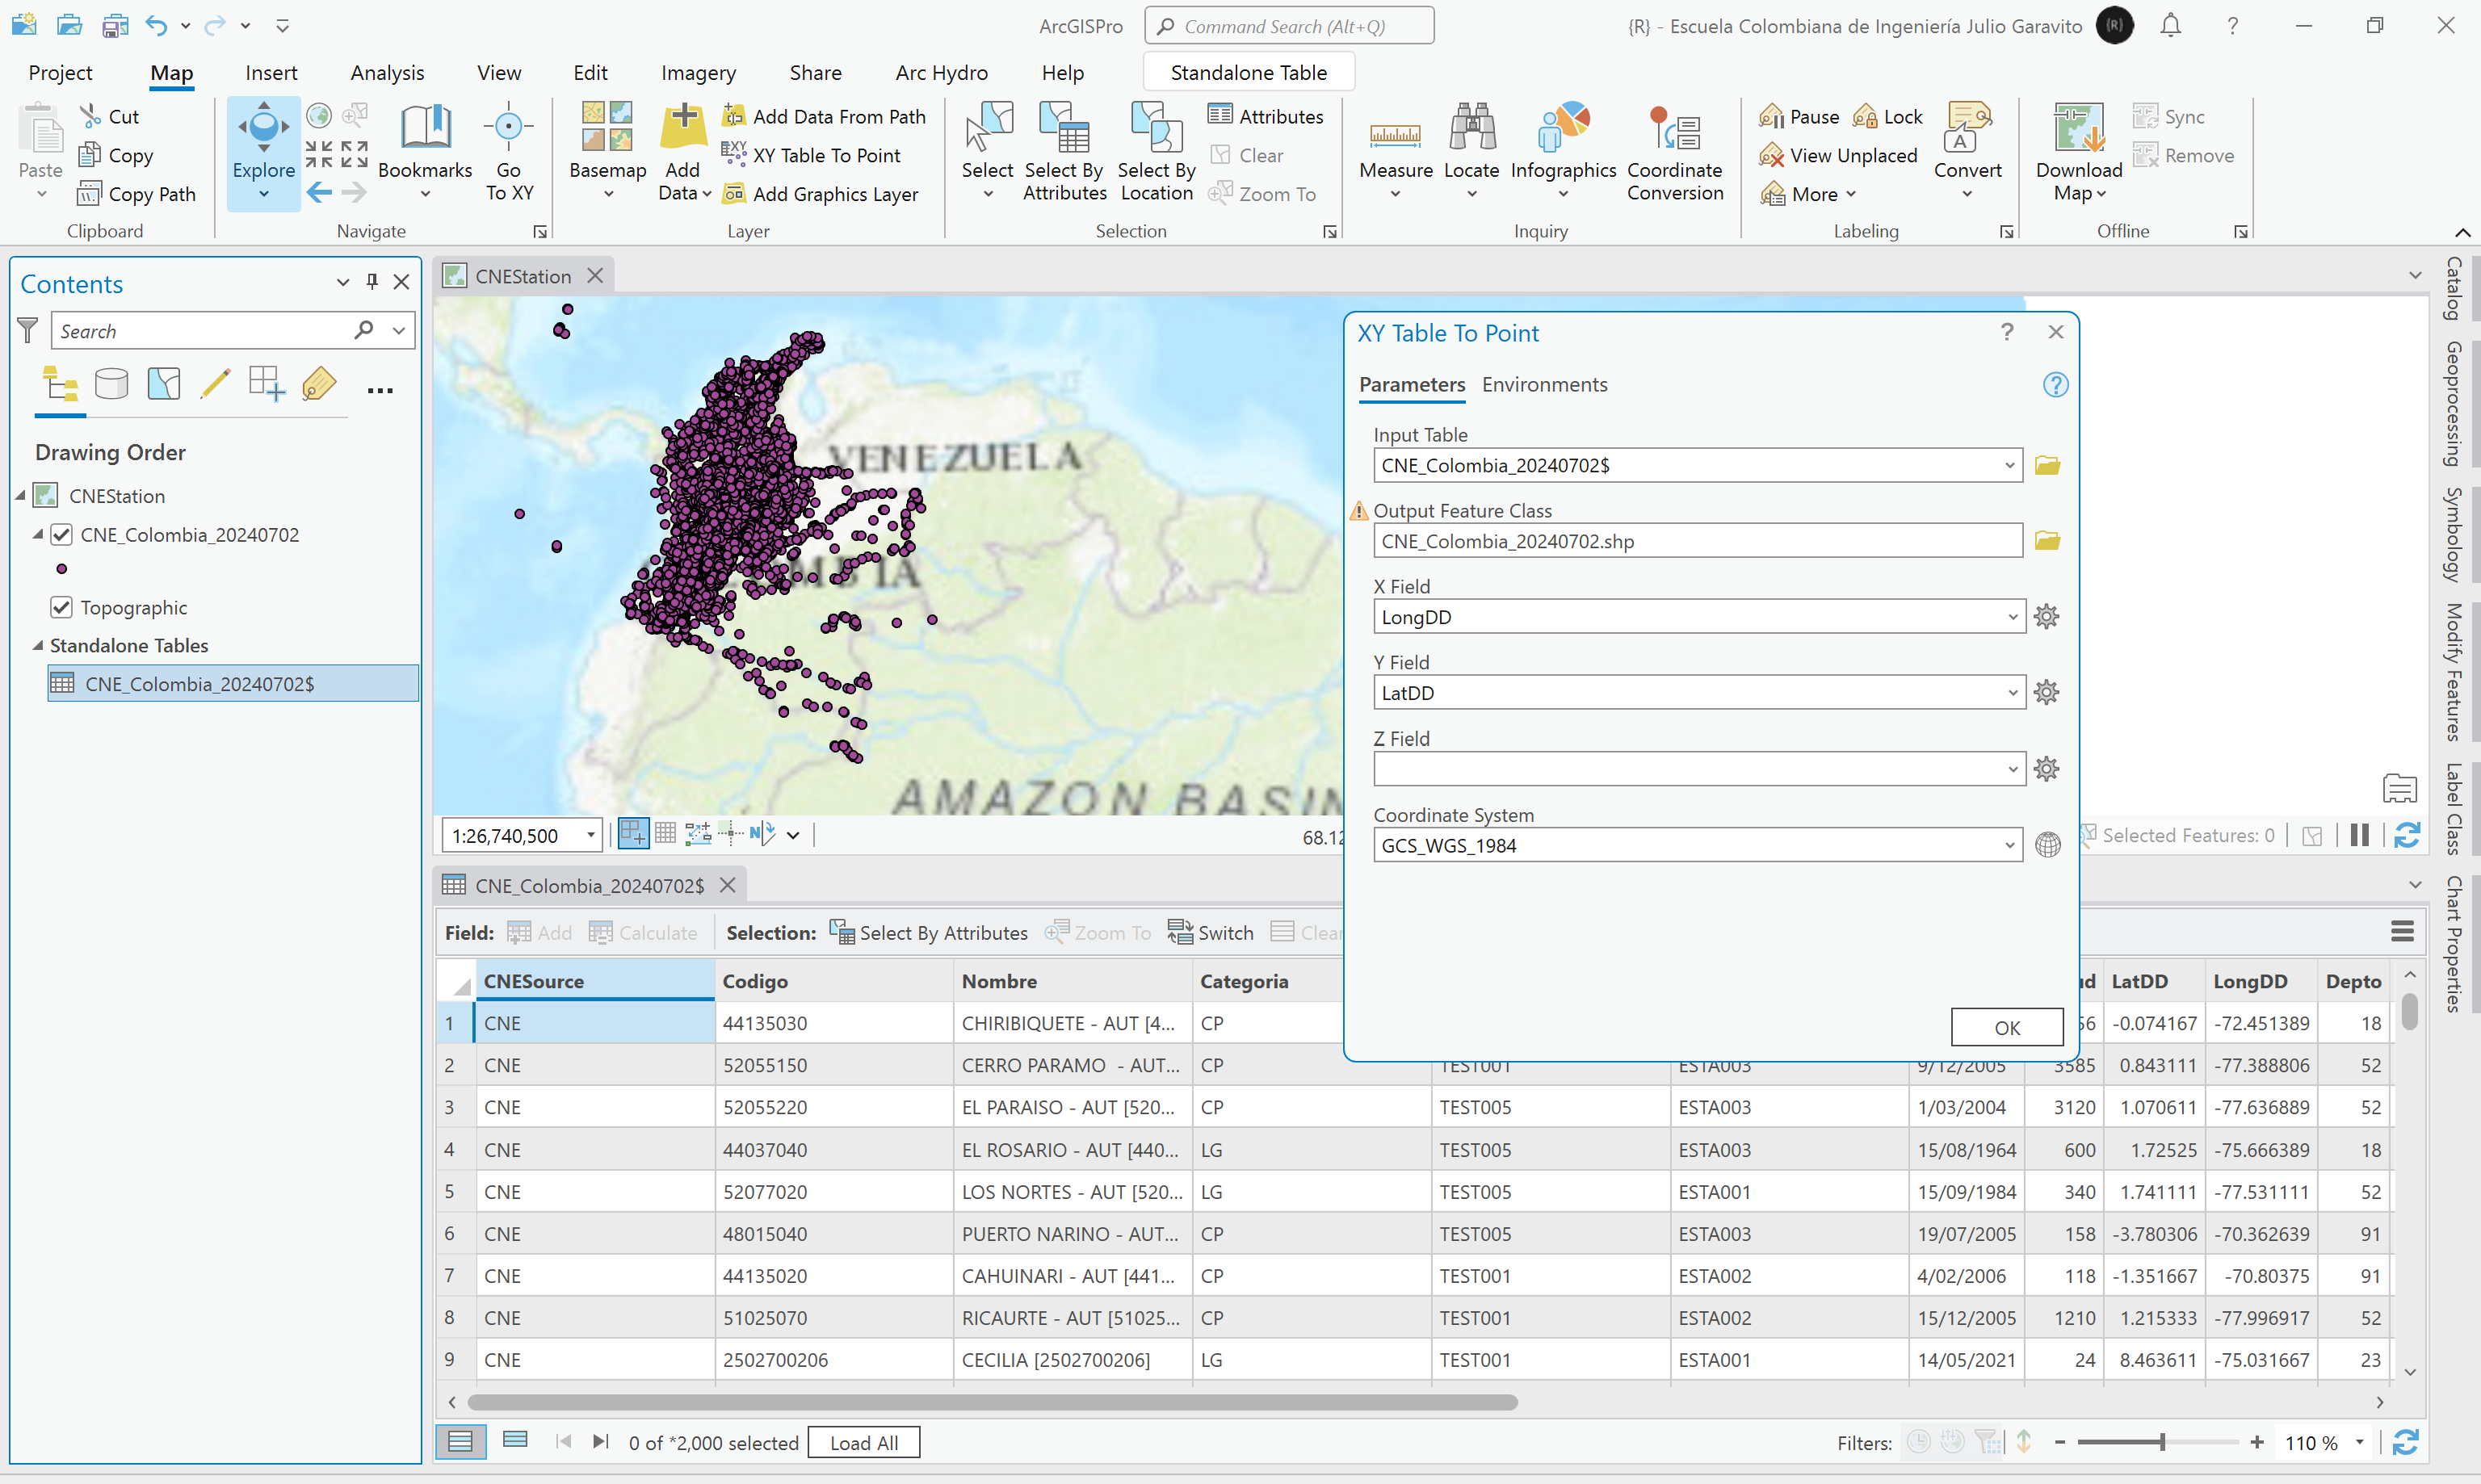 ArcGISPro
Command Search (Alt+Q)
{R} - Escuela Colombiana de Ingeniería Julio Garavito
{R}
Project Map Insert Analysis View Edit Imagery Share Arc Hydro Help Standalone Table
Paste
Cut
Copy
Copy Path
Clipboard
Explore
Bookmarks
Go To XY
Navigate
Basemap
Add Data
Add Data From Path
XY Table To Point
Add Graphics Layer
Layer
Select
Select By Attributes
Select By Location
Attributes
Clear
Zoom To
Selection
Measure
Locate
Infographics
Coordinate Conversion
Inquiry
Pause
Lock
View Unplaced
More
Convert
Labeling
Download Map
Sync
Remove
Offline
Contents
Search
Drawing Order
CNEStation
CNE_Colombia_20240702
Topographic
Standalone Tables
CNE_Colombia_20240702$
CNEStation
VENEZUELA
MBIA
AMAZON BASIN
1:26,740,500
68.12
Selected Features: 0
XY Table To Point
Parameters Environments
Input Table
CNE_Colombia_20240702$
Output Feature Class
CNE_Colombia_20240702.shp
X Field
LongDD
Y Field
LatDD
Z Field
Coordinate System
GCS_WGS_1984
OK
Catalog
Geoprocessing
Symbology
Modify Features
Label Class
Chart Properties
CNE_Colombia_20240702$
Field: Add Calculate Selection: Select By Attributes Zoom To Switch Clear
CNESource Codigo Nombre Categoria ud LatDD LongDD Depto
1 CNE 44135030 CHIRIBIQUETE - AUT [4... CP 56 -0.074167 -72.451389 18
2 CNE 52055150 CERRO PARAMO - AUT... CP TEST001 ESTA003 9/12/2005 3585 0.843111 -77.388806 52
3 CNE 52055220 EL PARAISO - AUT [520... CP TEST005 ESTA003 1/03/2004 3120 1.070611 -77.636889 52
4 CNE 44037040 EL ROSARIO - AUT [440... LG TEST005 ESTA003 15/08/1964 600 1.72525 -75.666389 18
5 CNE 52077020 LOS NORTES - AUT [520... LG TEST005 ESTA001 15/09/1984 340 1.741111 -77.531111 52
6 CNE 48015040 PUERTO NARINO - AUT... CP TEST005 ESTA003 19/07/2005 158 -3.780306 -70.362639 91
7 CNE 44135020 CAHUINARI - AUT [441... CP TEST001 ESTA002 4/02/2006 118 -1.351667 -70.80375 91
8 CNE 51025070 RICAURTE - AUT [51025... CP TEST001 ESTA002 15/12/2005 1210 1.215333 -77.996917 52
9 CNE 2502700206 CECILIA [2502700206] LG TEST001 ESTA001 14/05/2021 24 8.463611 -75.031667 23
0 of *2,000 selected Load All Filters: 110 %